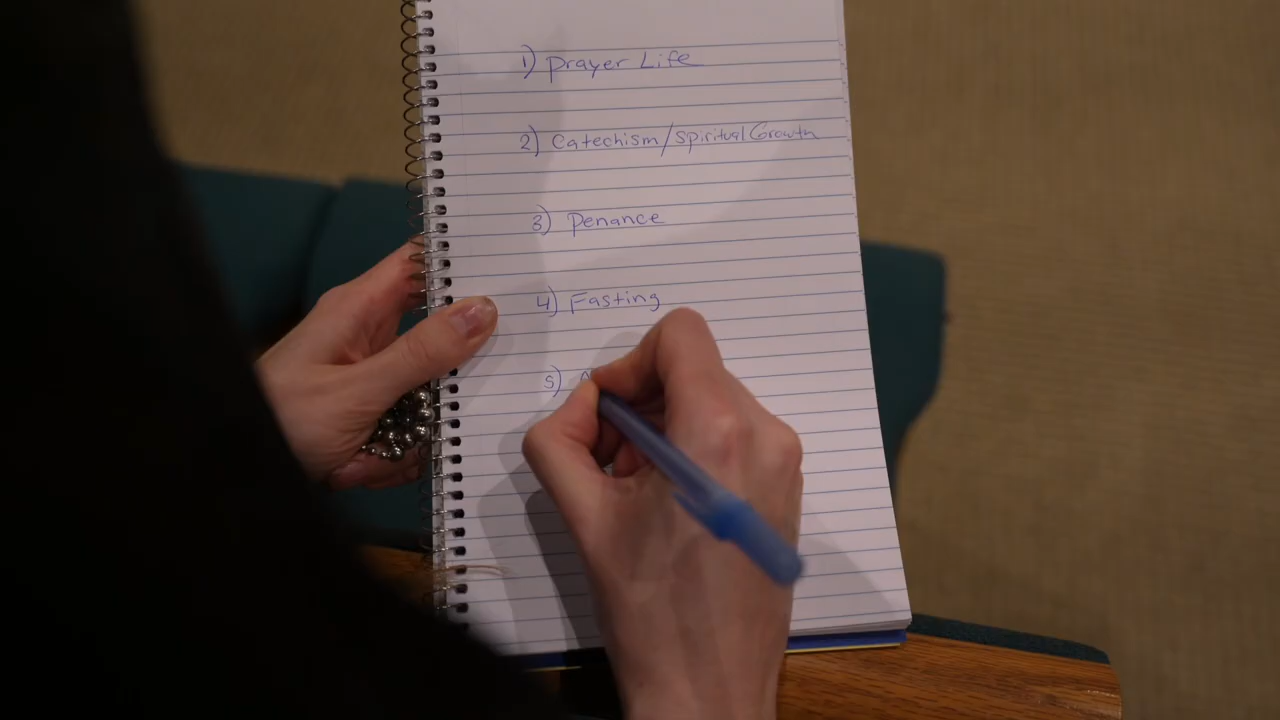 1) Prayer Life
2) Catechism/Spiritual Growth
3) Penance
4) Fasting
5)